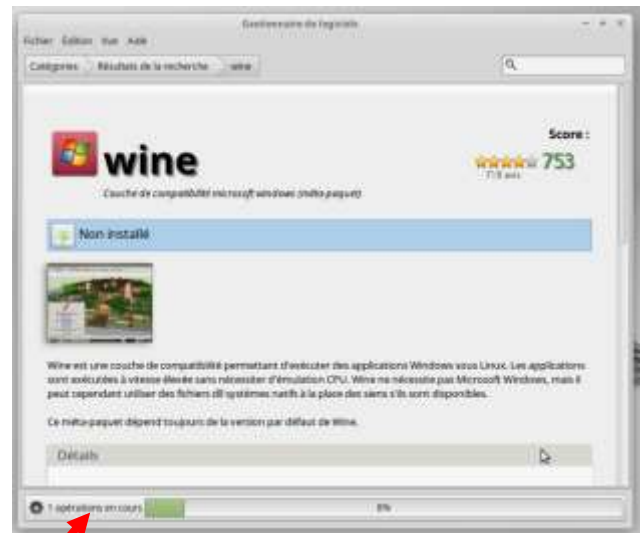 Gestionnaire de logiciels
Fichier Édition Vue Aide
Catégories Résultats de la recherche wine
Score :
wine
753
718 avis
Couche de compatibilité microsoft windows (méta-paquet)
Non installé
Wine est une couche de compatibilité permettant d'exécuter des applications Windows sous Linux. Les applications
sont exécutées à vitesse élevée sans nécessiter d'émulation CPU. Wine ne nécessite pas Microsoft Windows, mais il
peut cependant utiliser des fichiers dll systèmes natifs à la place des siens s'ils sont disponibles.
Ce méta-paquet dépend toujours de la version par défaut de Wine.
Détails
1 opérations en cours
8%